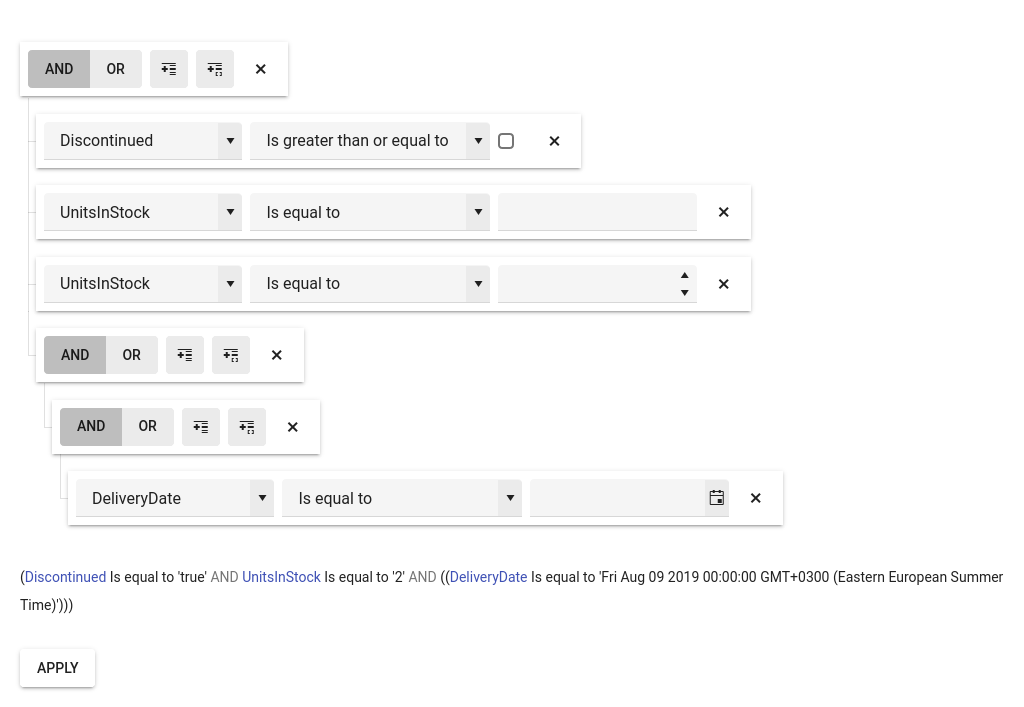 AND OR
Discontinued Is greater than or equal to
UnitsInStock Is equal to
UnitsInStock Is equal to
AND OR
AND OR
DeliveryDate Is equal to
(Discontinued Is equal to 'true' AND UnitsInStock Is equal to '2' AND ((DeliveryDate Is equal to 'Fri Aug 09 2019 00:00:00 GMT+0300 (Eastern European Summer
Time)')))
APPLY